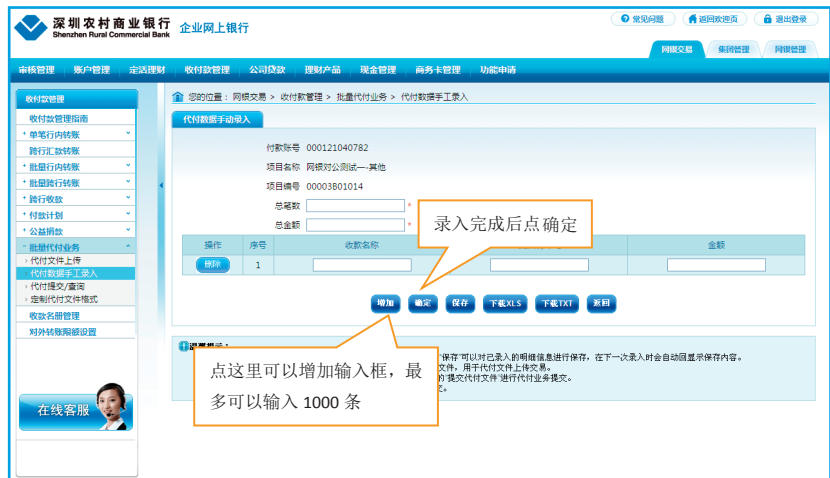 深圳农村商业银行
Shenzhen Rural Commercial Bank
企业网上银行
常见问题
返回欢迎页
退出登录
网银交易
集团管理
网银管理
审核管理 账户管理 定活理财 收付款管理 公司贷款 理财产品 现金管理 商务卡管理 功能申请
收付款管理
收付款管理指南
单笔行内转账
跨行汇款转账
批量行内转账
批量跨行转账
跨行收款
付款计划
公益捐款
批量代付业务
代付文件上传
代付数据手工录入
代付提交/查询
定制代付文件格式
收款名册管理
对外转账限额设置
在线客服
您的位置: 网银交易 > 收付款管理 > 批量代付业务 > 代付数据手工录入
代付数据手动录入
付款账号 000121040782
项目名称 网银对公测试一-其他
项目编号 00003B01014
总笔数 *
总金额 *
录入完成后点确定
操作 序号 收款名称 金额
删除 1
增加 确定 保存 下载XLS 下载TXT 返回
温馨提示:
"保存"可以对已录入的明细信息进行保存，在下一次录入时会自动回显示保存内容。
文件，用于代付文件上传交易。
的"提交代付文件"进行代付业务提交。
点这里可以增加输入框，最
多可以输入 1000 条